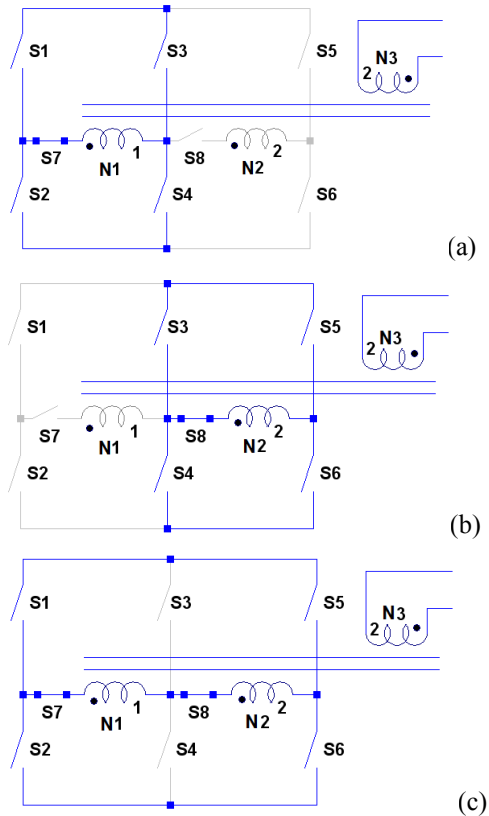 S1 S3 S5 2 N3
S7 N1 1 S8 N2 2
S2 S4 S6
(a)
S1 S3 S5 2 N3
S7 N1 1 S8 N2 2
S2 S4 S6
(b)
S1 S3 S5 2 N3
S7 N1 1 S8 N2 2
S2 S4 S6
(c)